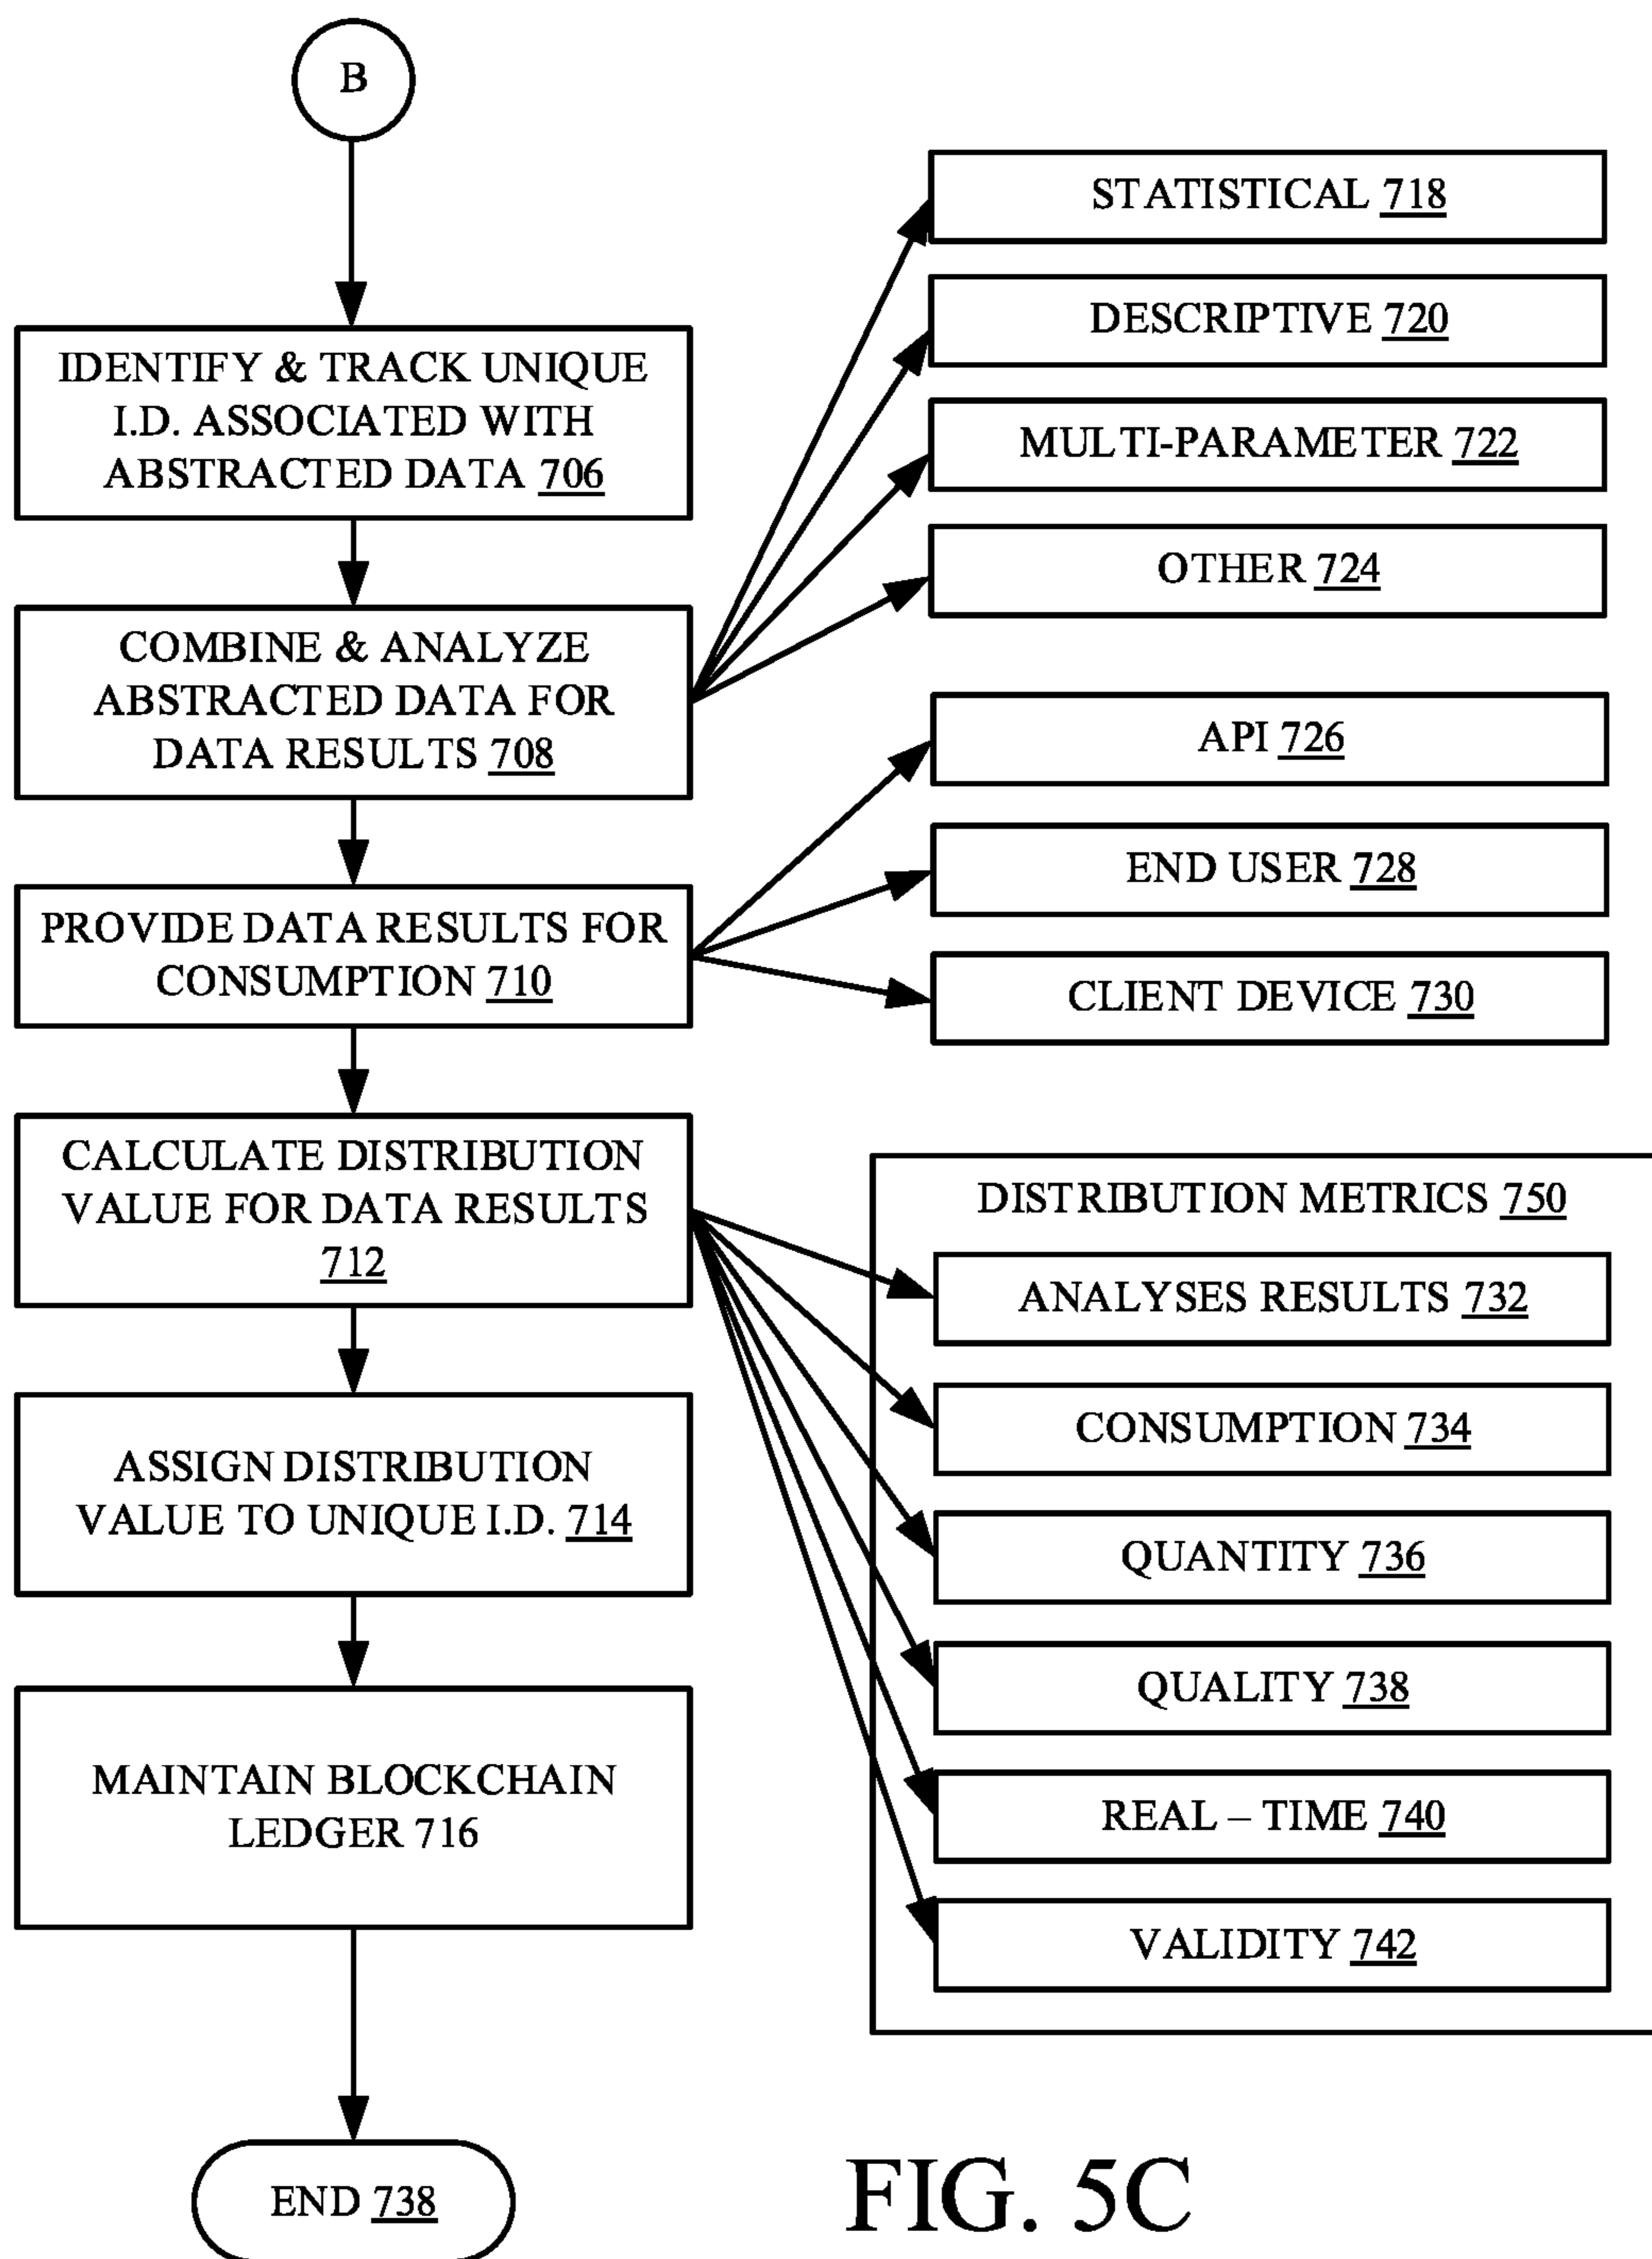 B
IDENTIFY & TRACK UNIQUE
I.D. ASSOCIATED WITH
ABSTRACTED DATA 706
COMBINE & ANALYZE
ABSTRACTED DATA FOR
DATA RESULTS 708
PROVIDE DATA RESULTS FOR
CONSUMPTION 710
CALCULATE DISTRIBUTION
VALUE FOR DATA RESULTS
712
ASSIGN DISTRIBUTION
VALUE TO UNIQUE I.D. 714
MAINTAIN BLOCKCHAIN
LEDGER 716
END 738
STATISTICAL 718
DESCRIPTIVE 720
MULTI-PARAMETER 722
OTHER 724
API 726
END USER 728
CLIENT DEVICE 730
DISTRIBUTION METRICS 750
ANALYSES RESULTS 732
CONSUMPTION 734
QUANTITY 736
QUALITY 738
REAL – TIME 740
VALIDITY 742
FIG. 5C